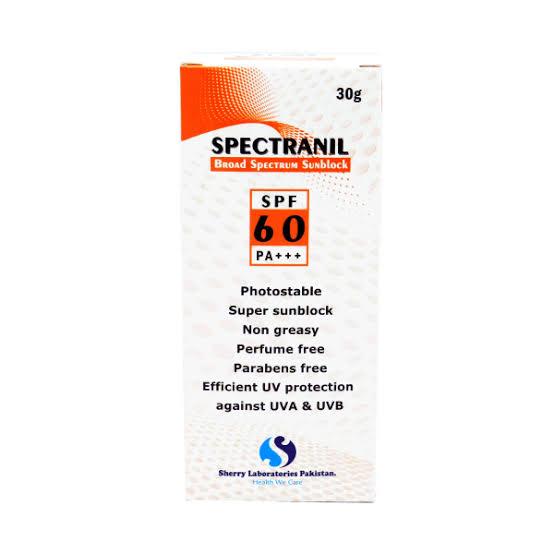 30g
SPECTRANIL
BROAD SPECTRUM SUNBLOCK
SPF
60
PA+++
Photostable
Super sunblock
Non greasy
Perfume free
Parabens free
Efficient UV protection
against UVA & UVB
Sherry Laboratories Pakistan.
Health We Care